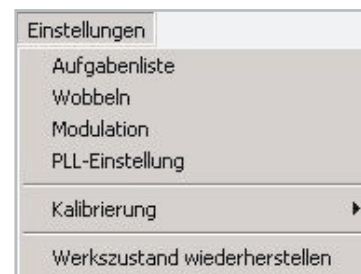 Einstellungen
Aufgabenliste
Wobbeln
Modulation
PLL-Einstellung
Kalibrierung
Werkszustand wiederherstellen